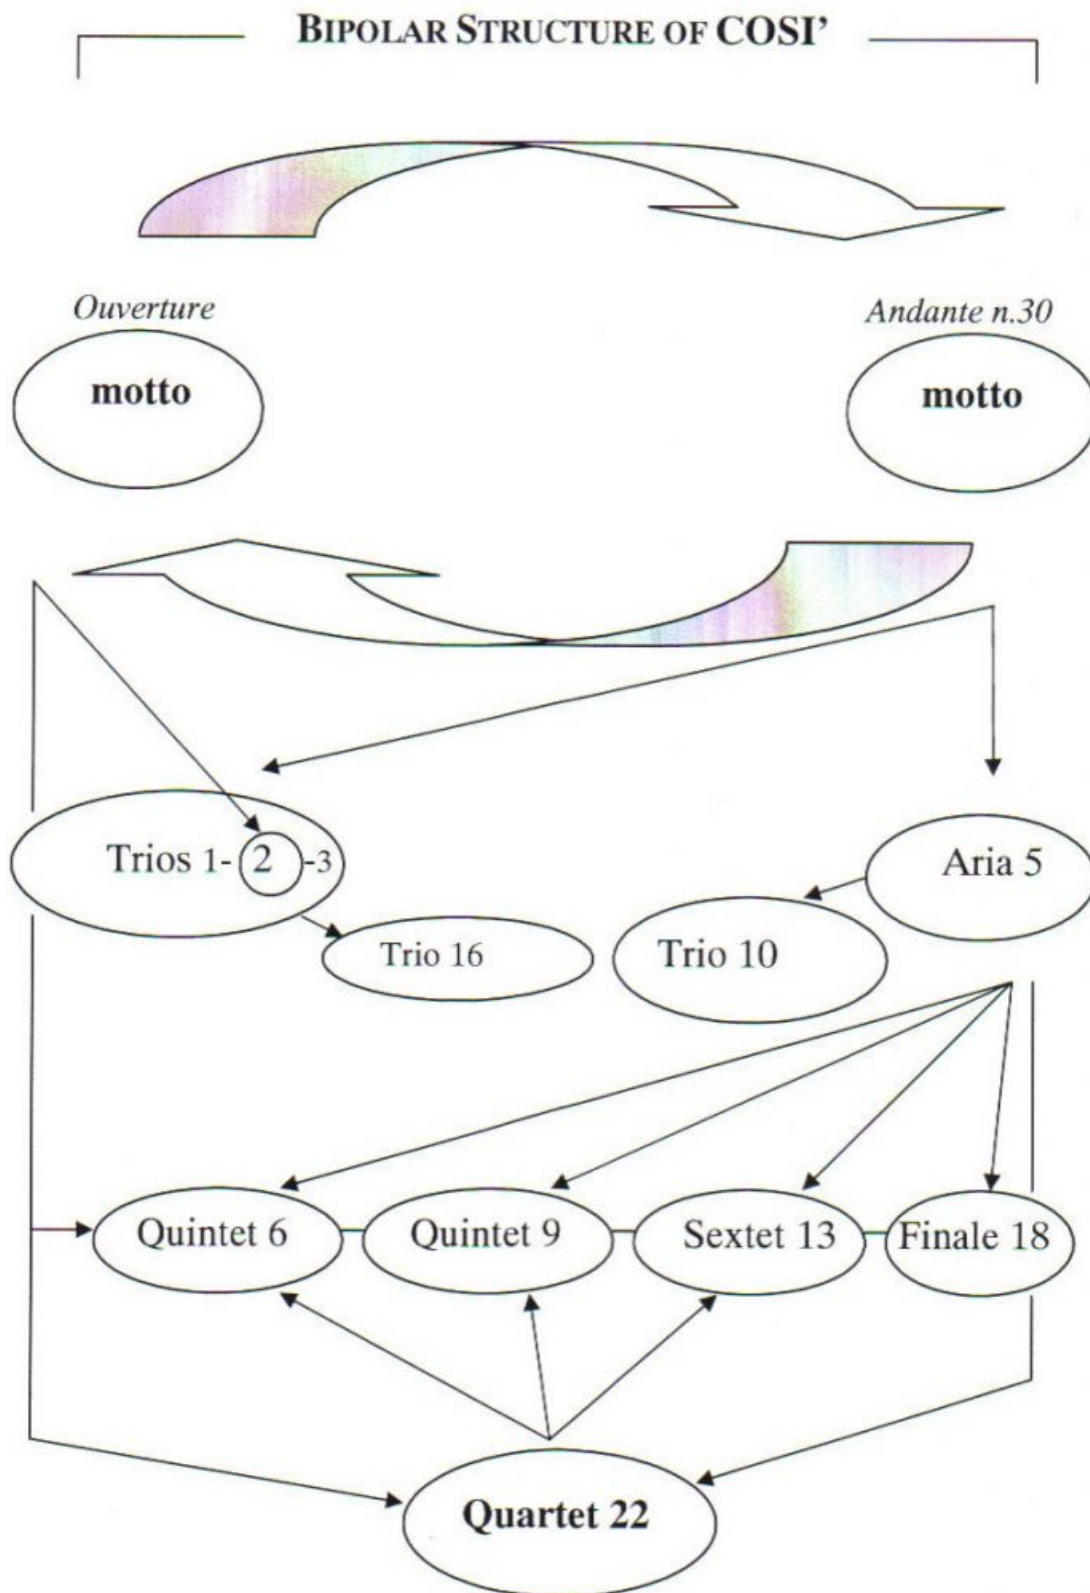 BIPOLAR STRUCTURE OF COSI’
Ouverture
Andante n.30
motto
motto
Trios 1- 2 -3
Aria 5
Trio 16
Trio 10
Quintet 6
Quintet 9
Sextet 13
Finale 18
Quartet 22